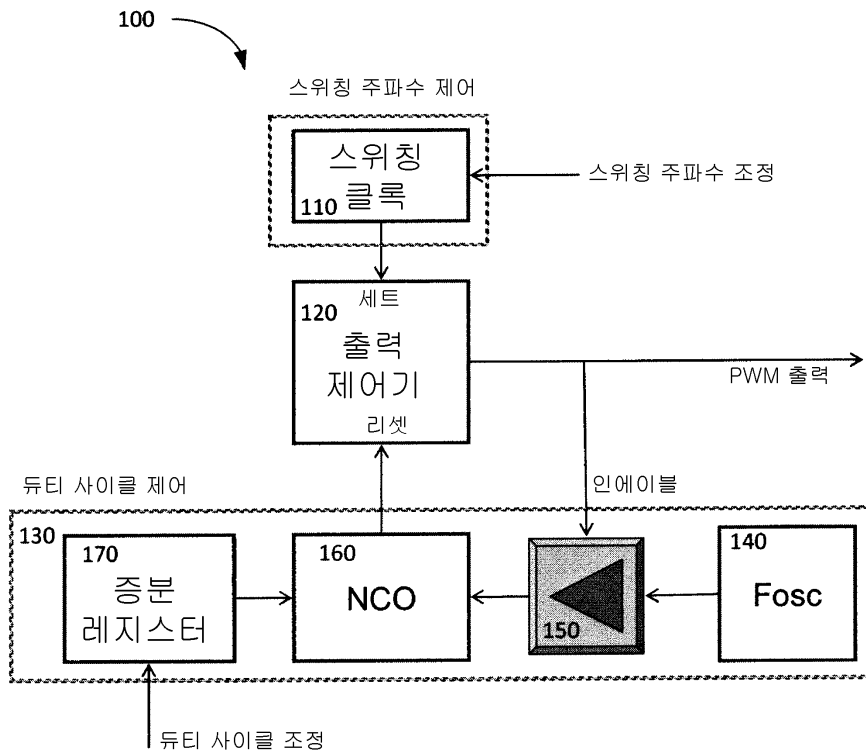 100
스위칭 주파수 제어
스위칭
클록
110
스위칭 주파수 조정
세트
120
출력
제어기
리셋
PWM 출력
듀티 사이클 제어
인에이블
130
170
증분
레지스터
160
NCO
150
140
Fosc
듀티 사이클 조정